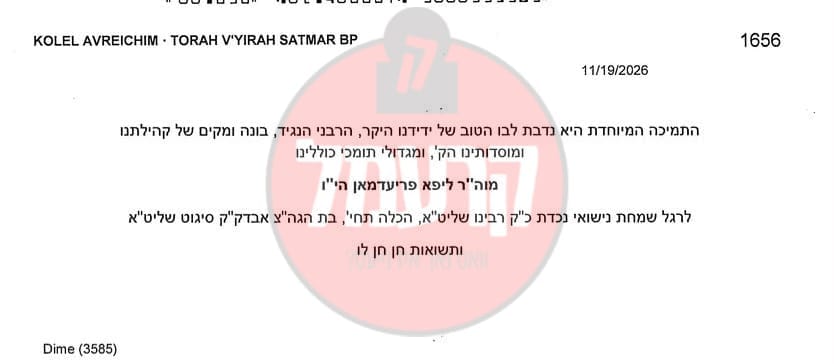 KOLEL AVREICHIM · TORAH V'YIRAH SATMAR BP
1656
11/19/2026
התמיכה המיוחדת היא נדבת לבו הטוב של ידידנו היקר, הרבני הנגיד, בונה ומקים של קהילתנו
ומוסדותינו הק', ומגדולי תומכי כוללינו
מוה"ר ליפא פריעדמאן הי"ו
לרגל שמחת נישואי נכדת כ"ק רבינו שליט"א, הכלה תחי', בת הגה"צ אבדק"ק סיגוט שליט"א
ותשואות חן חן לו
קרעמל
Dime (3585)